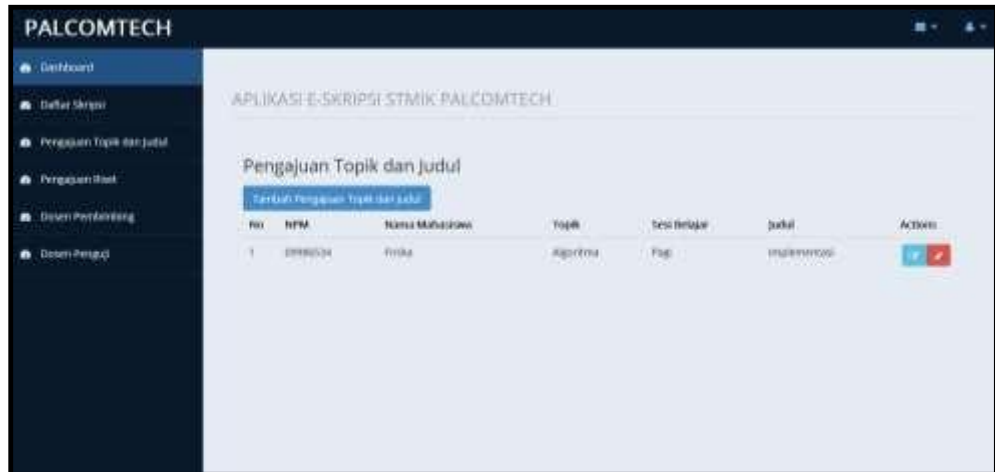 PALCOMTECH
Dashboard
Daftar Skripsi
Pengajuan Topik dan Judul
Pengajuan Riset
Dosen Pembimbing
Dosen Penguji
APLIKASI E-SKRIPSI STMIK PALCOMTECH
Pengajuan Topik dan Judul
Tambah Pengajuan Topik dan Judul
No NPM Nama Mahasiswa Topik Sesi Belajar Judul Actions
1 Algoritma Pagi Implementasi